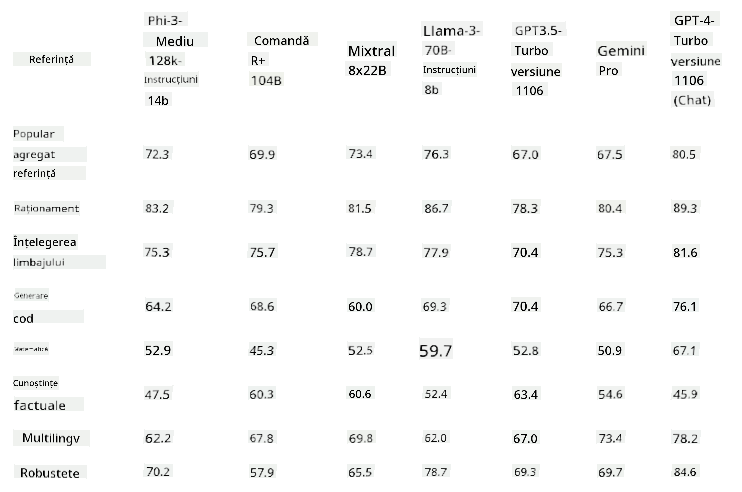 Referință
Phi-3-
Mediu
128k-
Instrucțiuni
14b
Comandă
R+
104B
Mixtral
8x22B
Llama-3-
70B-
Instrucțiuni
8b
GPT3.5-
Turbo
versiune
1106
Gemini
Pro
GPT-4-
Turbo
versiune
1106
(Chat)
Popular
agregat
referință
72.3 69.9 73.4 76.3 67.0 67.5 80.5
Raționament 83.2 79.3 81.5 86.7 78.3 80.4 89.3
Înțelegerea
limbajului
75.3 75.7 78.7 77.9 70.4 75.3 81.6
Generare
cod
64.2 68.6 60.0 69.3 70.4 66.7 76.1
Matematică 52.9 45.3 52.5 59.7 52.8 50.9 67.1
Cunoștințe
factuale
47.5 60.3 60.6 52.4 63.4 54.6 45.9
Multilingv 62.2 67.8 69.8 62.0 67.0 73.4 78.2
Robustete 70.2 57.9 65.5 78.7 69.3 69.7 84.6